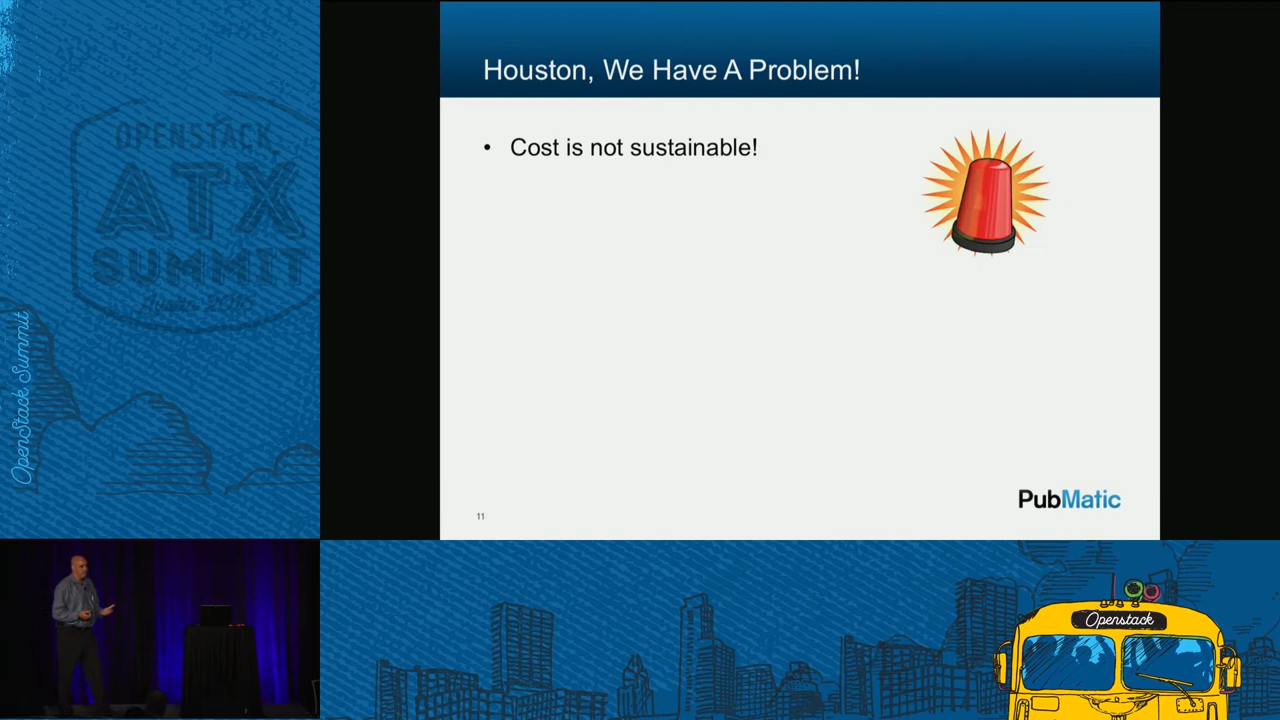 OPENSTACK
ATX
SUMMIT
Austin 2016
OpenStack Summit
Houston, We Have A Problem!
• Cost is not sustainable!
PubMatic
11
Openstack